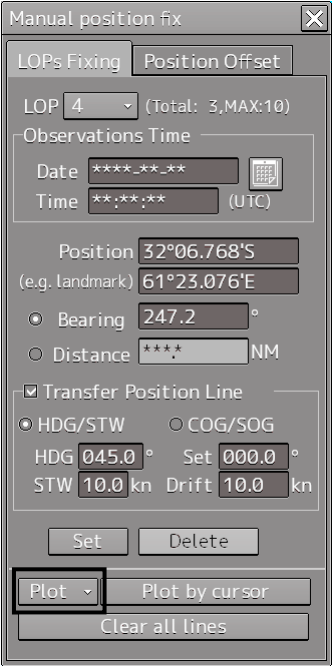 Manual position fix
LOPs Fixing Position Offset
LOP 4 (Total: 3,MAX:10)
Observations Time
Date ****-**-**
Time **:**:** (UTC)
Position 32°06.768'S
(e.g. landmark) 61°23.076'E
Bearing 247.2 °
Distance ***.* NM
Transfer Position Line
HDG/STW COG/SOG
HDG 045.0 ° Set 000.0 °
STW 10.0 kn Drift 10.0 kn
Set Delete
Plot Plot by cursor
Clear all lines